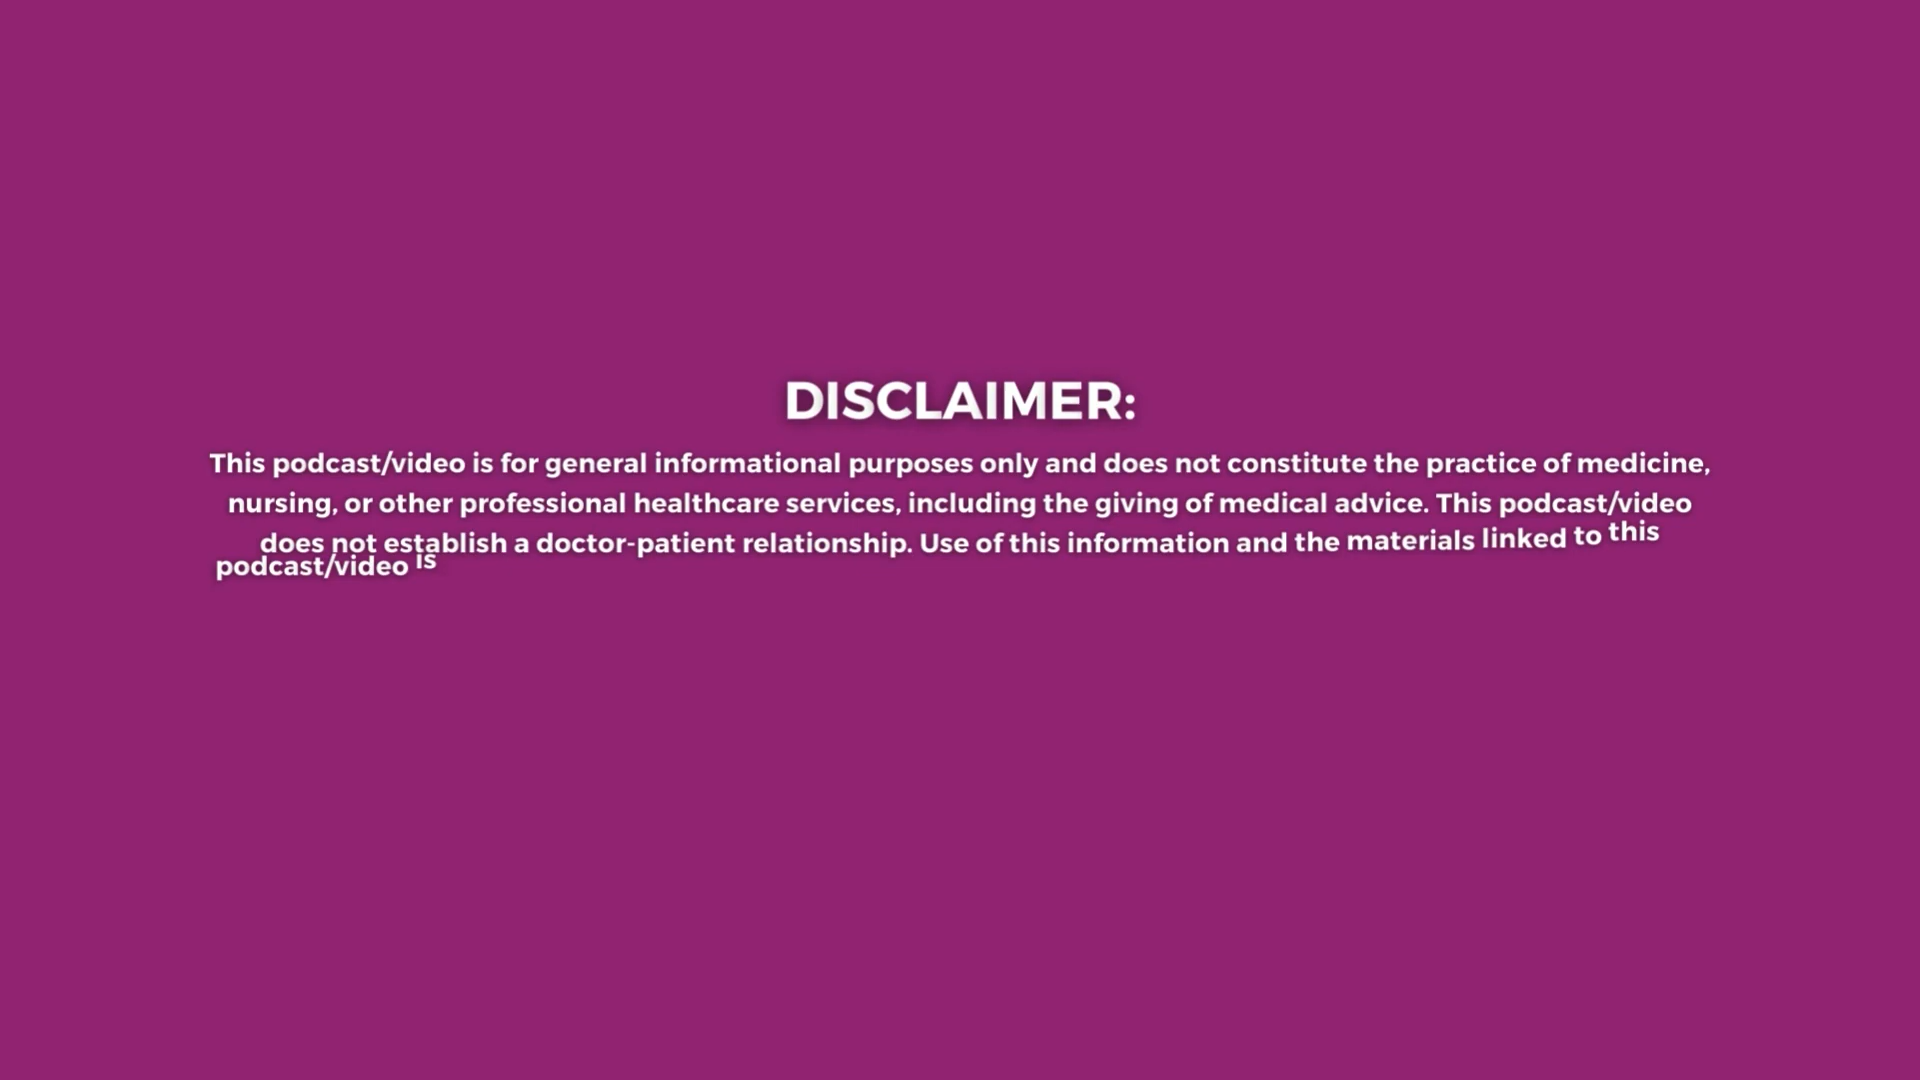 DISCLAIMER:
This podcast/video is for general informational purposes only and does not constitute the practice of medicine,
nursing, or other professional healthcare services, including the giving of medical advice. This podcast/video
does not establish a doctor-patient relationship. Use of this information and the materials linked to this
podcast/video is